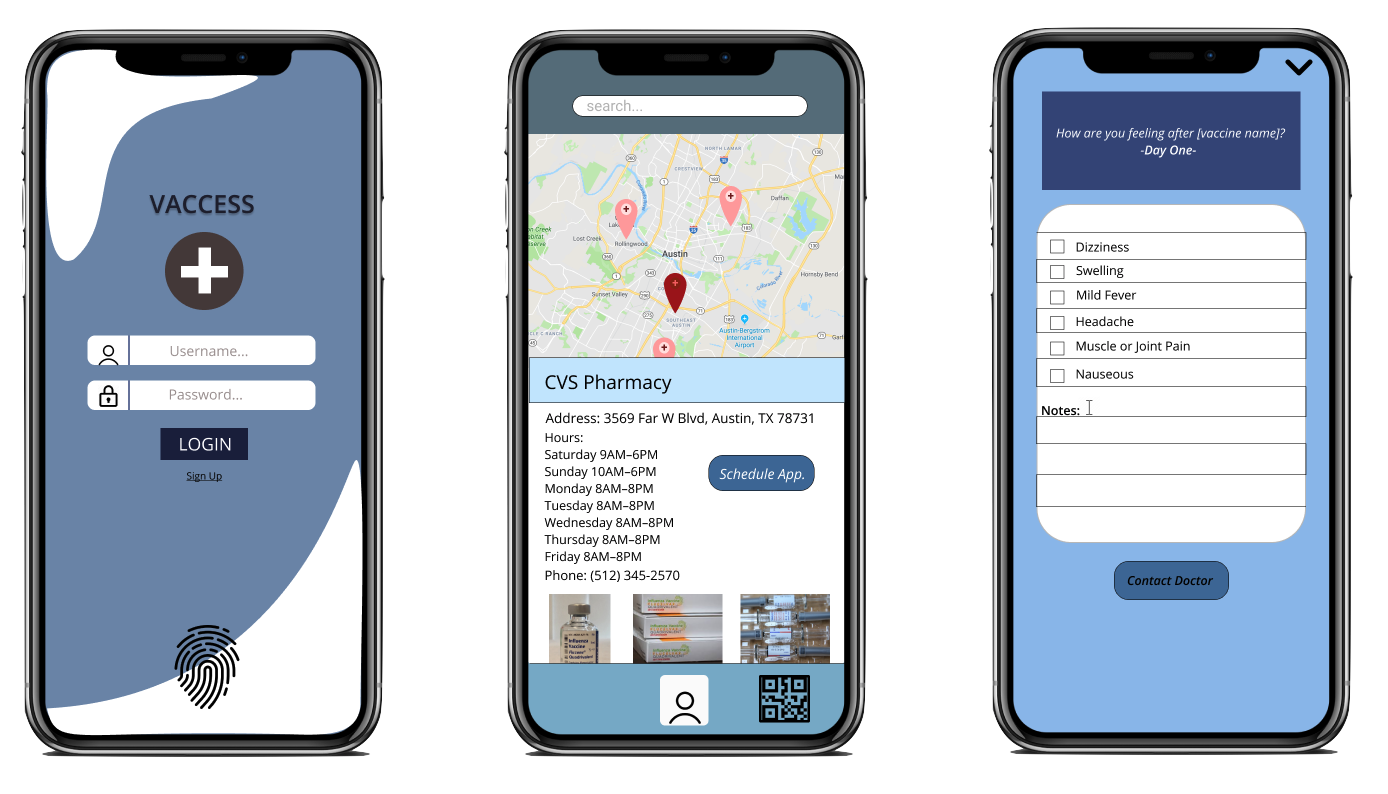 VACCESS
Username...
Password...
LOGIN
Sign Up
search...
NORTH LAMAR
CRESTVIEW
Daffan
Lost Creek
Rollingwood
Austin
Hornsby Bend
Sunset Valley
Colorado River
SOUTHEAST
AUSTIN
Austin-Bergstrom
International
Airport
CVS Pharmacy
Address: 3569 Far W Blvd, Austin, TX 78731
Hours:
Saturday 9AM–6PM
Sunday 10AM–6PM
Monday 8AM–8PM
Tuesday 8AM–8PM
Wednesday 8AM–8PM
Thursday 8AM–8PM
Friday 8AM–8PM
Phone: (512) 345-2570
Schedule App.
Influenza
Vaccine
How are you feeling after [vaccine name]?
-Day One-
Dizziness
Swelling
Mild Fever
Headache
Muscle or Joint Pain
Nauseous
Notes:
Contact Doctor